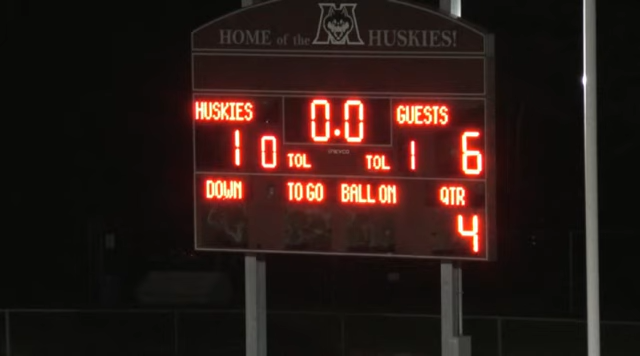 HOME of the M HUSKIES!
HUSKIES 0.0 GUESTS
1 0 TOL TOL 1 6
DOWN TO GO BALL ON QTR
4